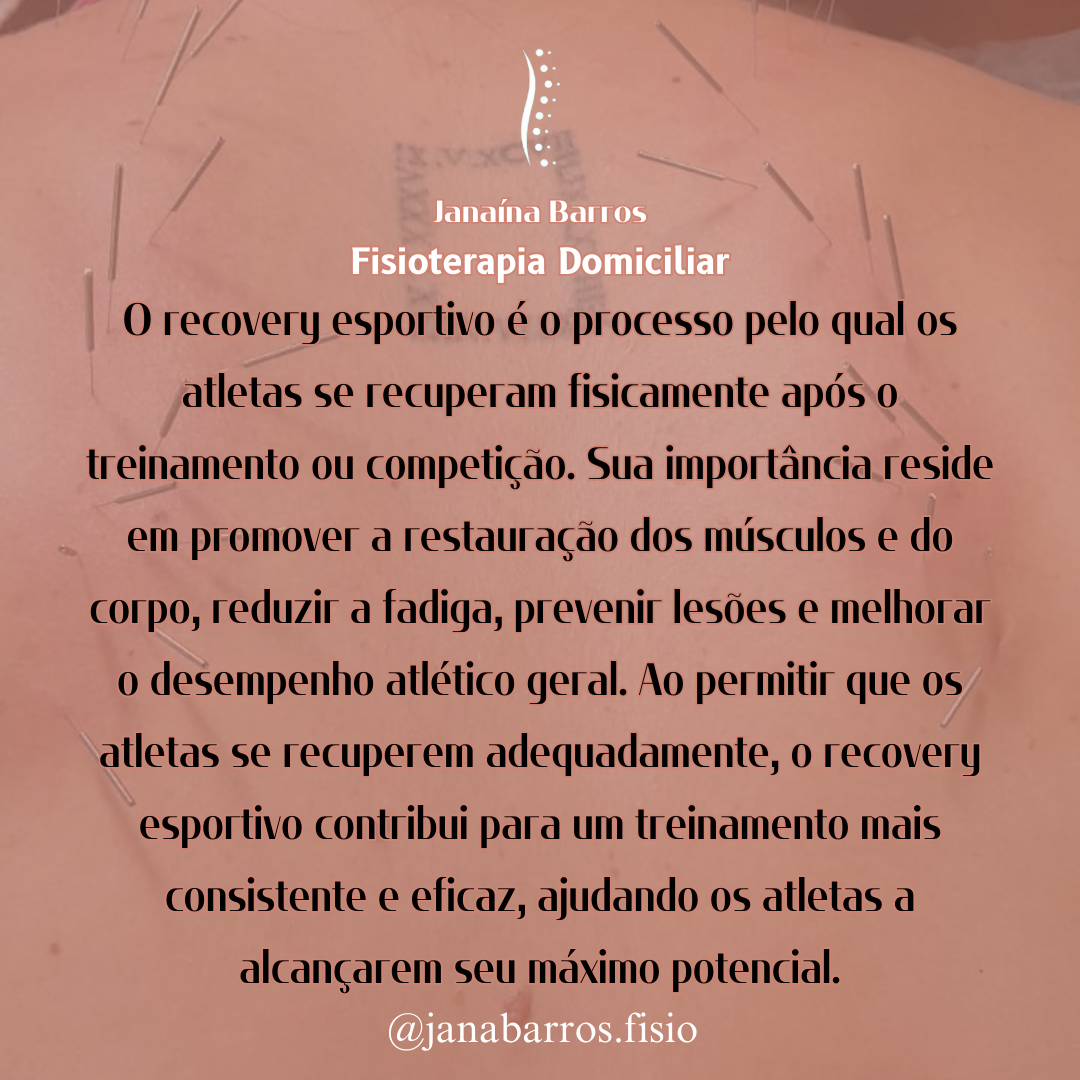 Janaína Barros
Fisioterapia Domiciliar
O recovery esportivo é o processo pelo qual os
atletas se recuperam fisicamente após o
treinamento ou competição. Sua importância reside
em promover a restauração dos músculos e do
corpo, reduzir a fadiga, prevenir lesões e melhorar
o desempenho atlético geral. Ao permitir que os
atletas se recuperem adequadamente, o recovery
esportivo contribui para um treinamento mais
consistente e eficaz, ajudando os atletas a
alcançarem seu máximo potencial.
@janabarros.fisio